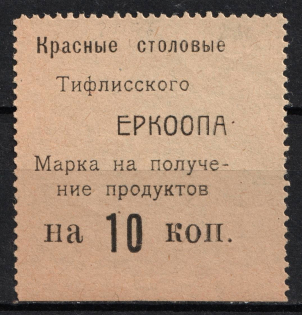 Красные столовые
Тифлисского
ЕРКООПА
Марка на получе-
ние продуктов
на 10 коп.